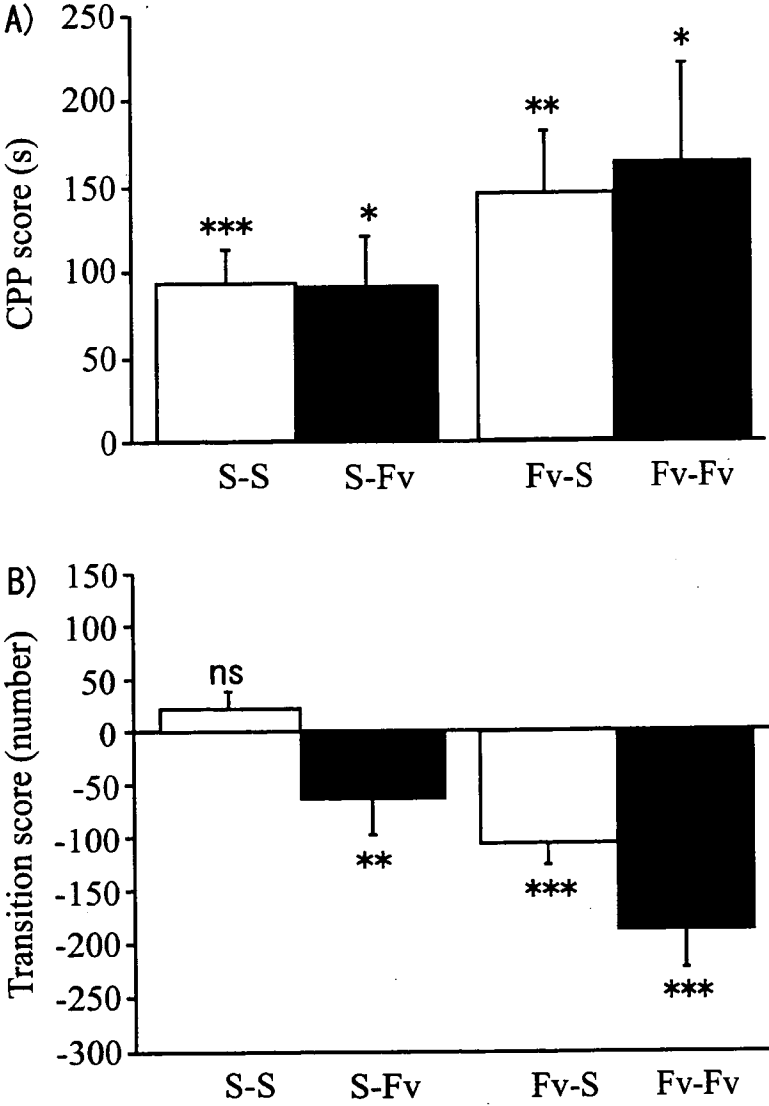 A)
CPP score (s)
250
200
150
100
50
0
***
*
**
*
S-S
S-Fv
Fv-S
Fv-Fv
B)
Transition score (number)
150
100
50
0
-50
-100
-150
-200
-250
-300
ns
**
***
***
S-S
S-Fv
Fv-S
Fv-Fv